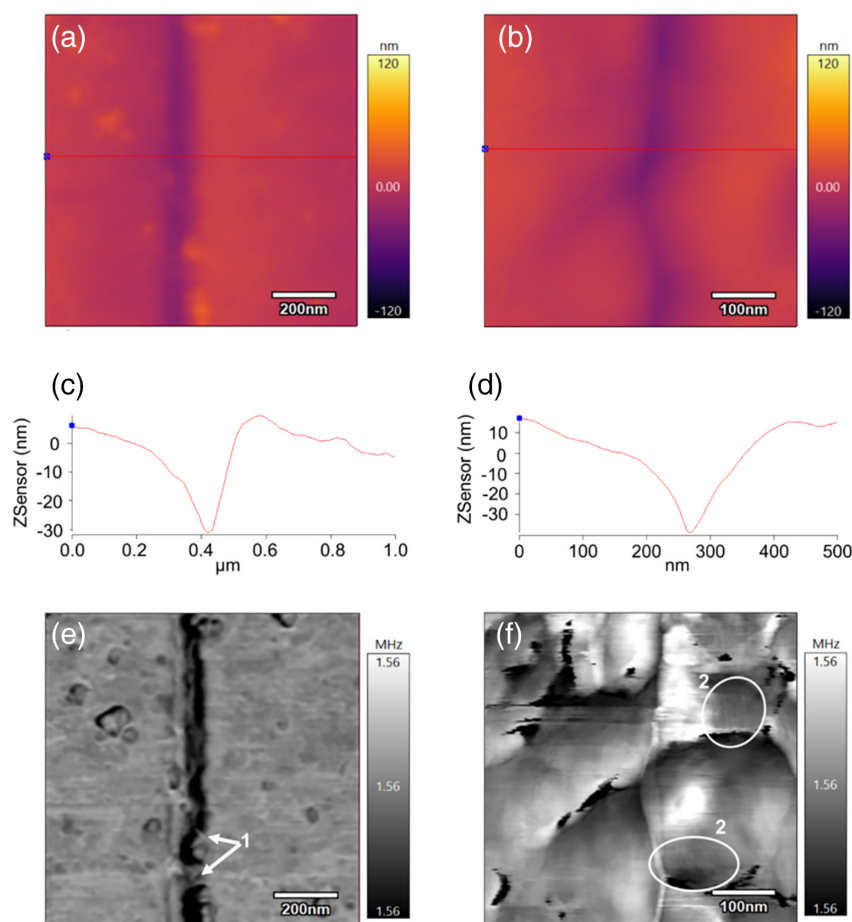 (a)
nm
120
0.00
-120
200nm
(b)
nm
120
0.00
-120
100nm
(c)
ZSensor (nm)
0
-10
-20
-30
0.0 0.2 0.4 0.6 0.8 1.0
µm
(d)
ZSensor (nm)
10
0
-10
-20
-30
0 100 200 300 400 500
nm
(e)
MHz
1.56
1.56
1.56
1
200nm
(f)
MHz
1.56
1.56
1.56
2
2
100nm